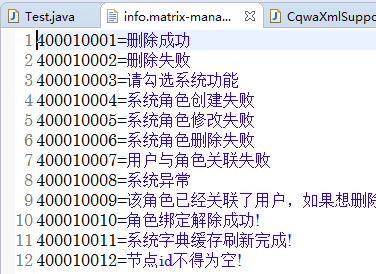 Test.java
info.matrix-mana...
CqwaXmlSuppo
1 400010001=删除成功
2 400010002=删除失败
3 400010003=请勾选系统功能
4 400010004=系统角色创建失败
5 400010005=系统角色修改失败
6 400010006=系统角色删除失败
7 400010007=用户与角色关联失败
8 400010008=系统异常
9 400010009=该角色已经关联了用户，如果想删除
10 400010010=角色绑定解除成功!
11 400010011=系统字典缓存刷新完成!
12 400010012=节点id不得为空!